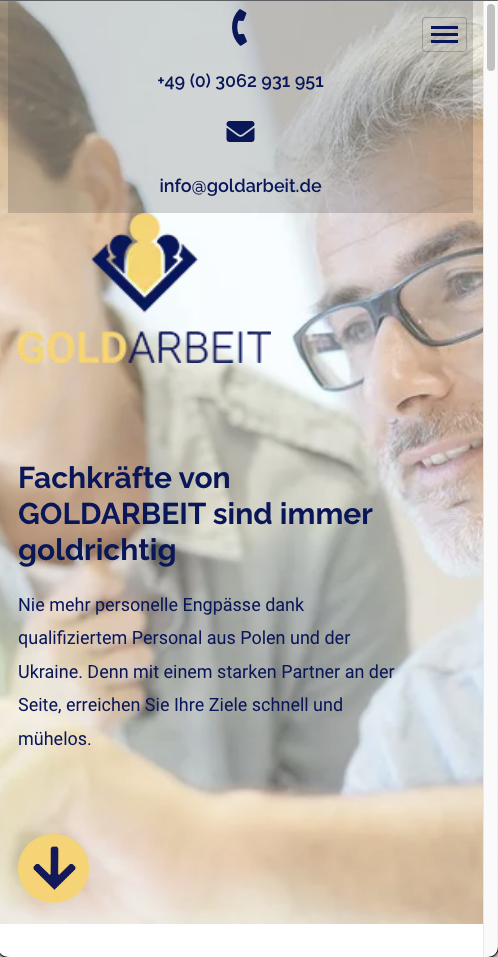 +49 (0) 3062 931 951
info@goldarbeit.de
GOLDARBEIT
Fachkräfte von
GOLDARBEIT sind immer
goldrichtig
Nie mehr personelle Engpässe dank
qualifiziertem Personal aus Polen und der
Ukraine. Denn mit einem starken Partner an der
Seite, erreichen Sie Ihre Ziele schnell und
mühelos.